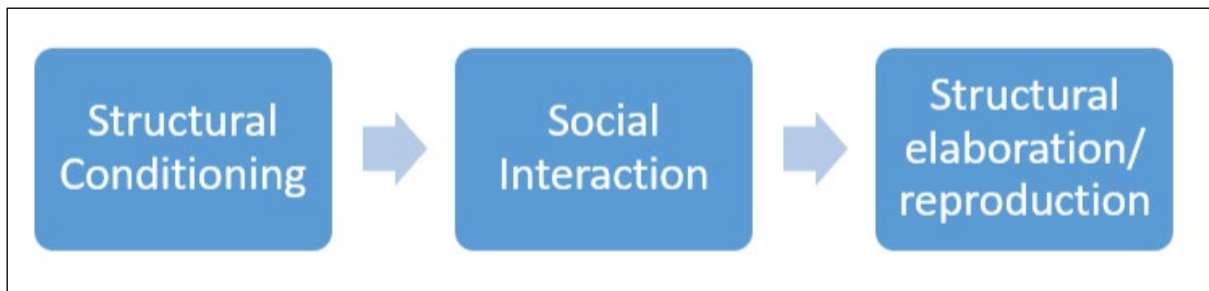 Structural
Conditioning
Social
Interaction
Structural
elaboration/
reproduction